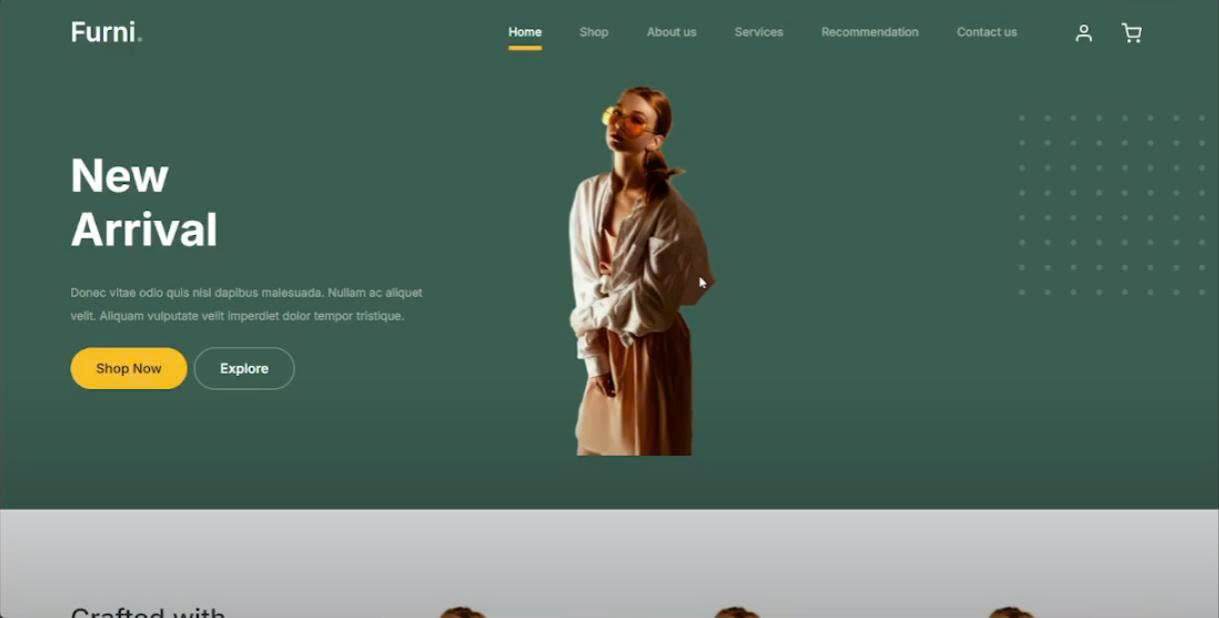 Furni.
Home Shop About us Services Recommendation Contact us
New
Arrival
Donec vitae odio quis nisl dapibus malesuada. Nullam ac aliquet
velit. Aliquam vulputate velit imperdiet dolor tempor tristique.
Shop Now Explore
Crafted with